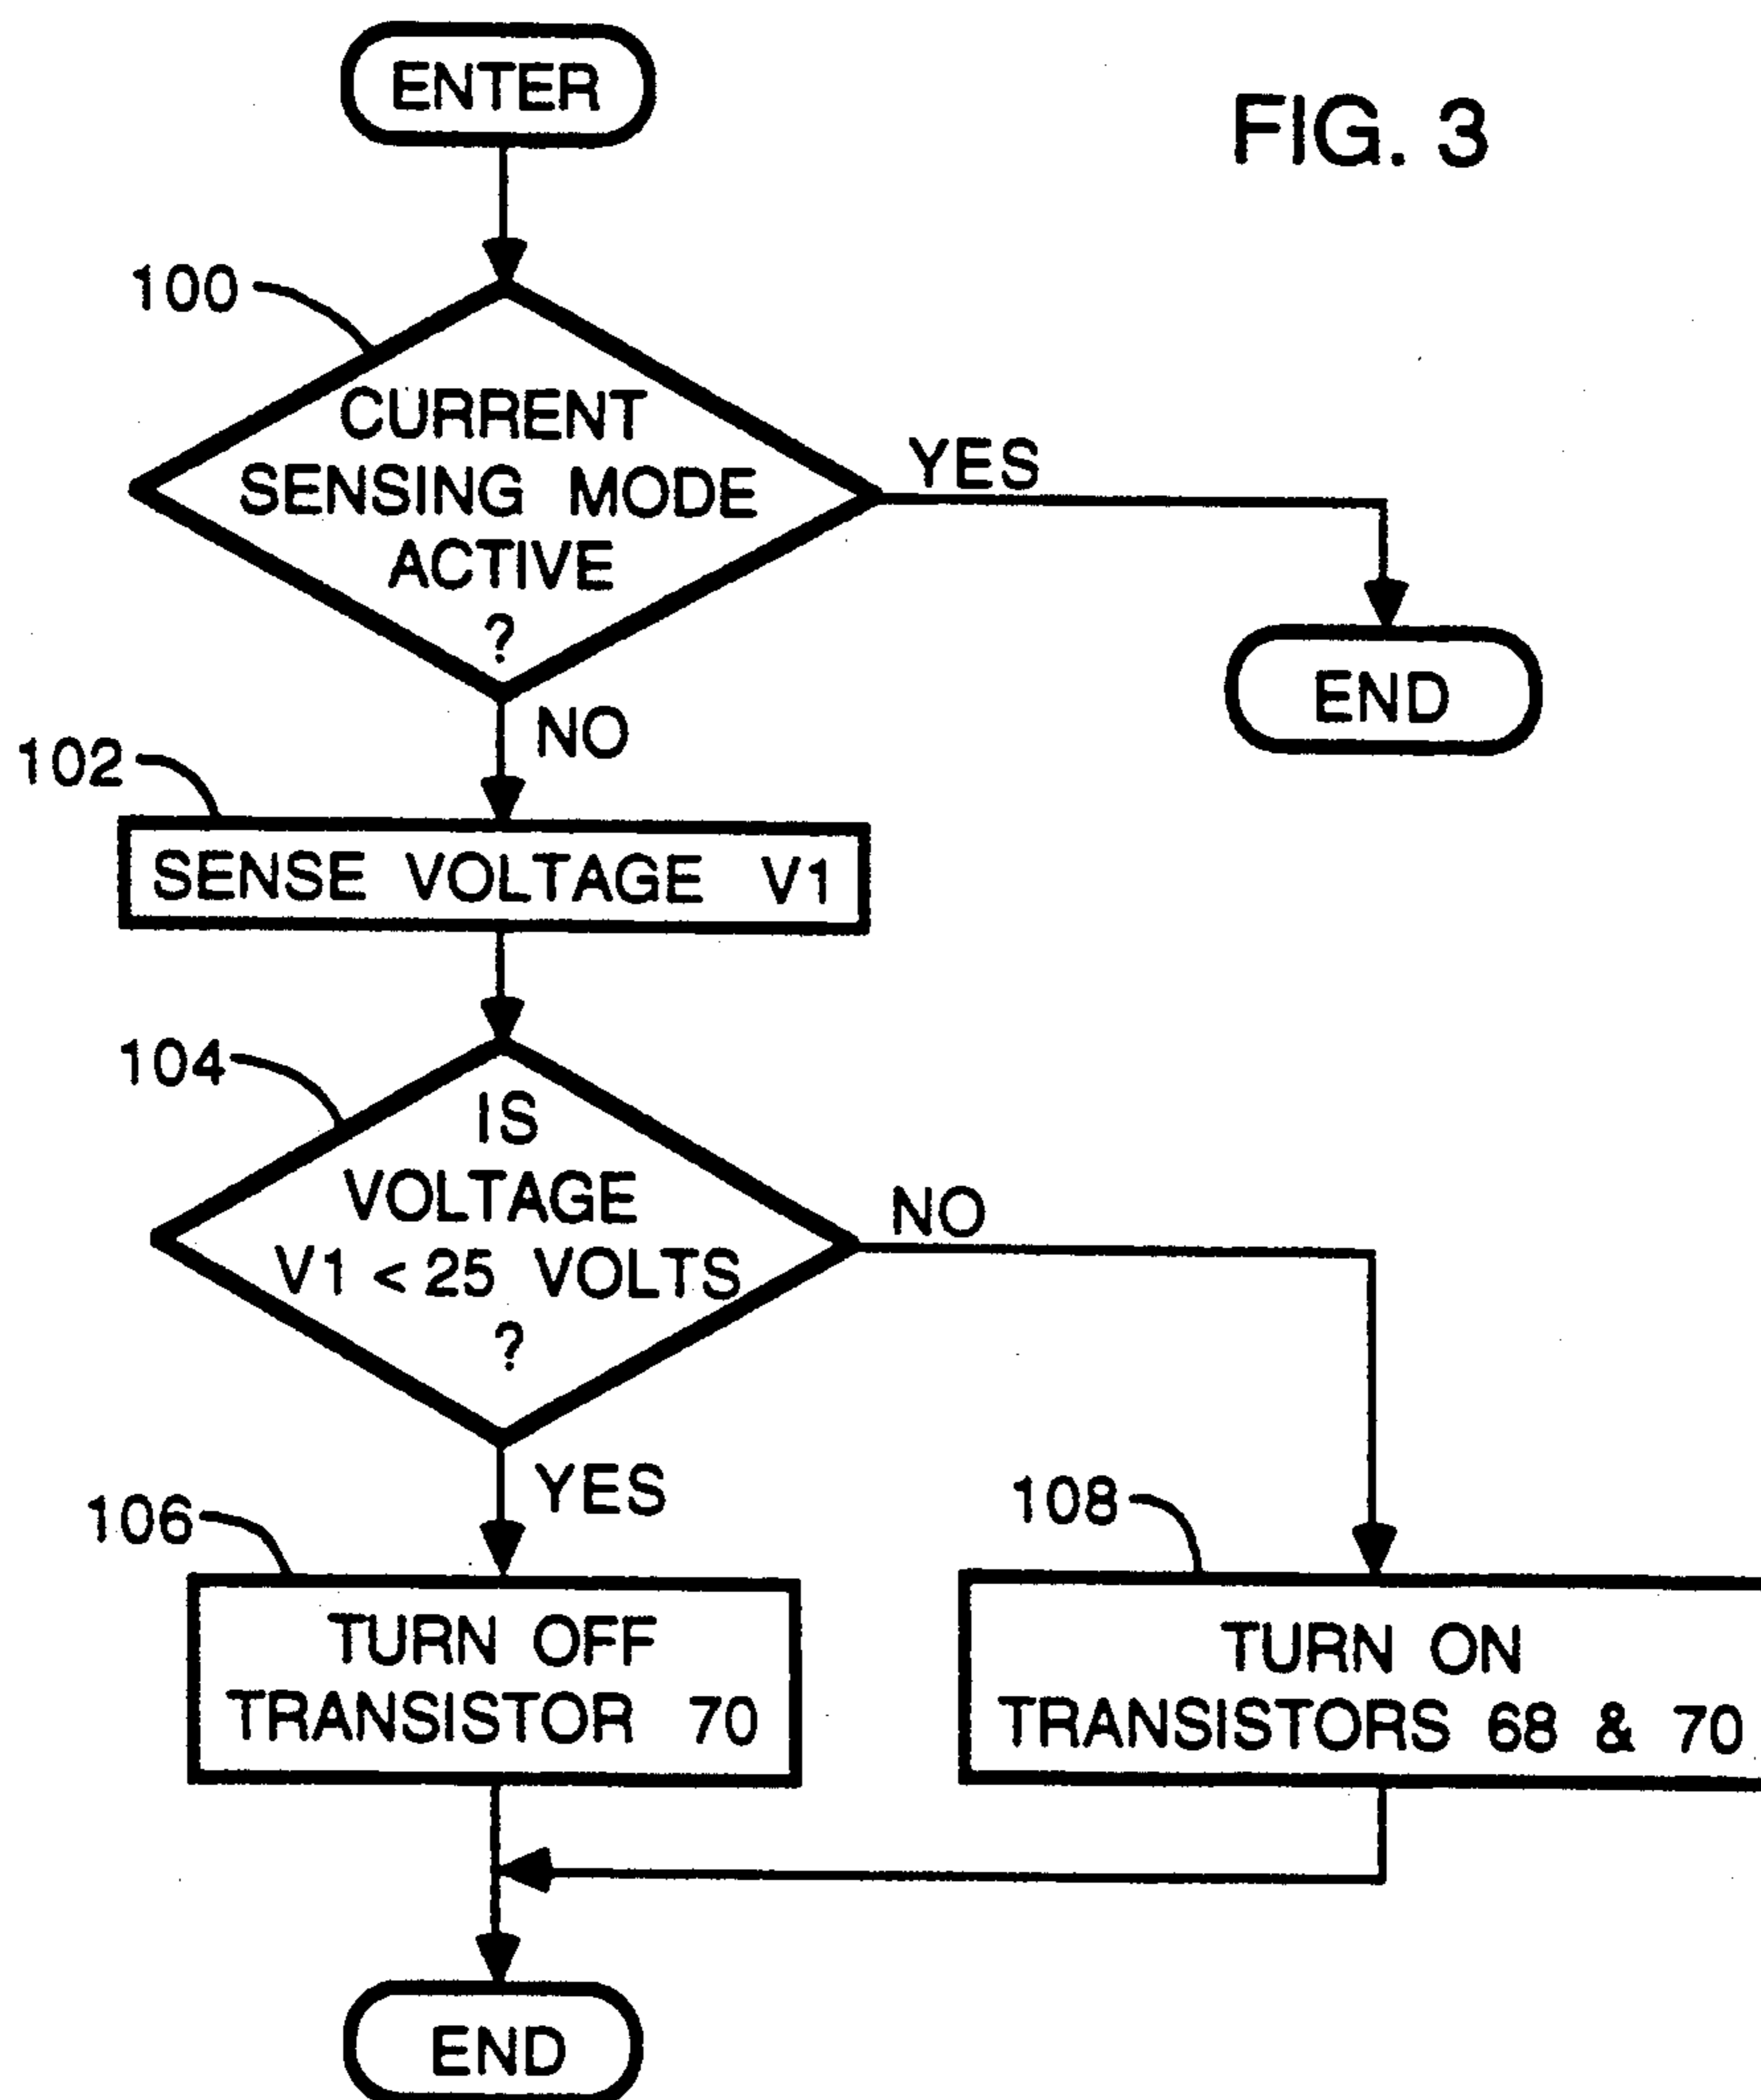 ENTER
FIG. 3
100
CURRENT
SENSING MODE
ACTIVE
?
YES
END
NO
102
SENSE VOLTAGE V1
104
IS
VOLTAGE
V1 < 25 VOLTS
?
NO
YES
106
TURN OFF
TRANSISTOR 70
108
TURN ON
TRANSISTORS 68 & 70
END